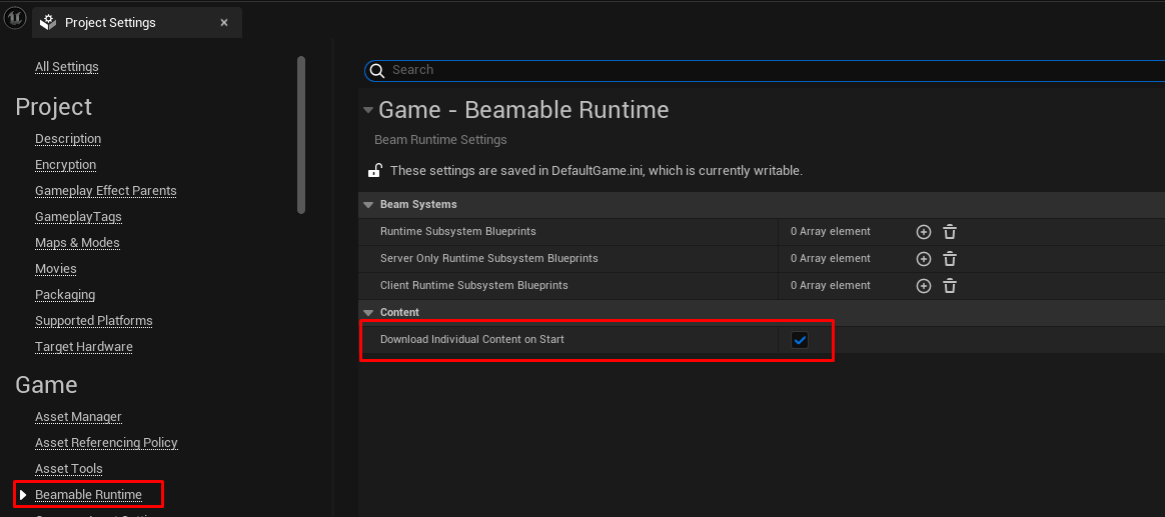 Project Settings
All Settings
Project
Description
Encryption
Gameplay Effect Parents
GameplayTags
Maps & Modes
Movies
Packaging
Supported Platforms
Target Hardware
Game
Asset Manager
Asset Referencing Policy
Asset Tools
Beamable Runtime
Search
Game - Beamable Runtime
Beam Runtime Settings
These settings are saved in DefaultGame.ini, which is currently writable.
Beam Systems
Runtime Subsystem Blueprints 0 Array element
Server Only Runtime Subsystem Blueprints 0 Array element
Client Runtime Subsystem Blueprints 0 Array element
Content
Download Individual Content on Start